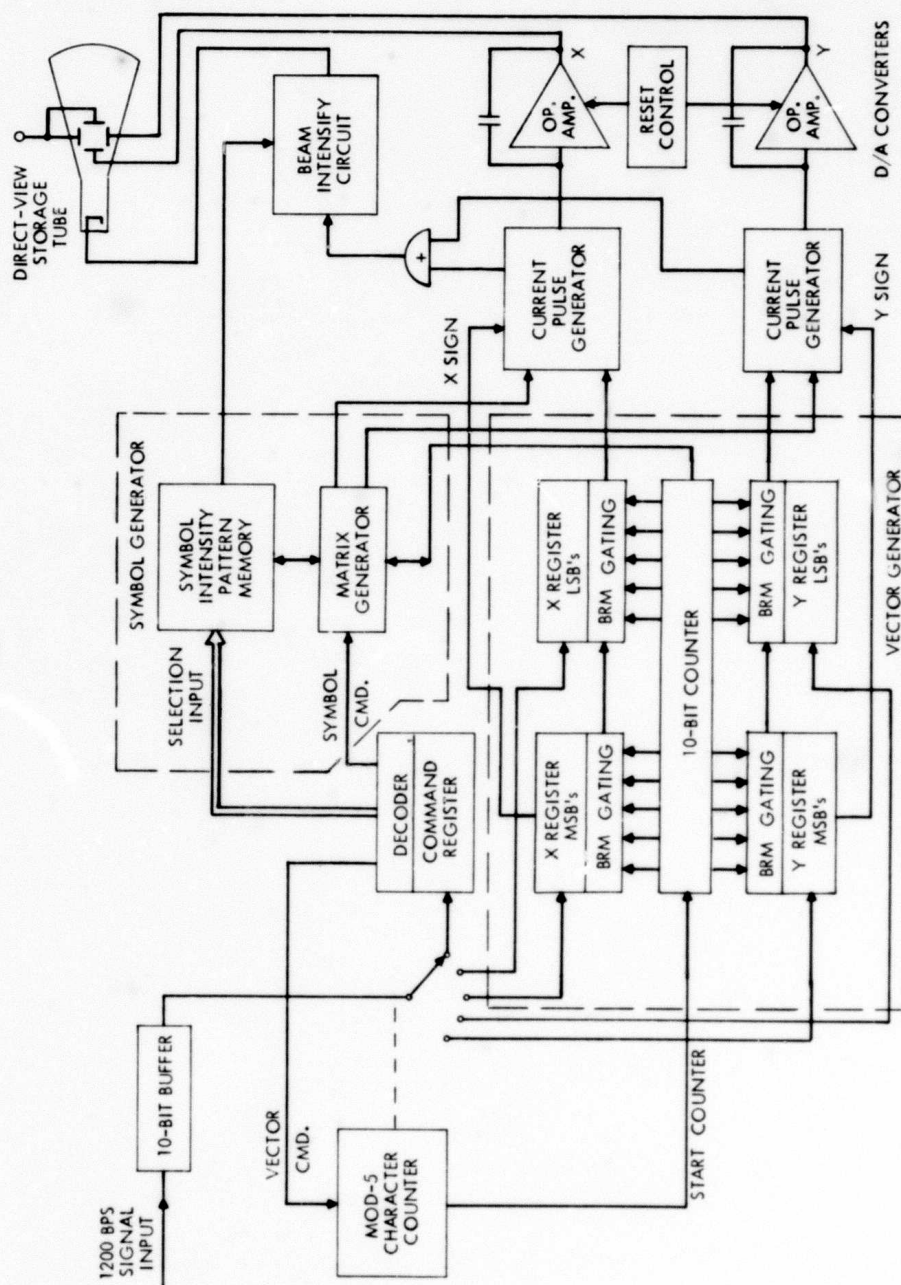 1200 BPS
SIGNAL
INPUT
10-BIT BUFFER
DIRECT-VIEW
STORAGE
TUBE
VECTOR
CMD.
MOD-5
CHARACTER
COUNTER
START COUNTER
DECODER
COMMAND
REGISTER
SELECTION
INPUT
SYMBOL
CMD.
SYMBOL GENERATOR
SYMBOL
INTENSITY
PATTERN
MEMORY
MATRIX
GENERATOR
BEAM
INTENSIFY
CIRCUIT
+
X SIGN
X REGISTER
MSB's
BRM GATING
X REGISTER
LSB's
BRM GATING
10-BIT COUNTER
BRM GATING
Y REGISTER
MSB's
BRM GATING
Y REGISTER
LSB's
VECTOR GENERATOR
CURRENT
PULSE
GENERATOR
CURRENT
PULSE
GENERATOR
Y SIGN
OP.
AMP.
X
RESET
CONTROL
OP.
AMP.
Y
D/A CONVERTERS